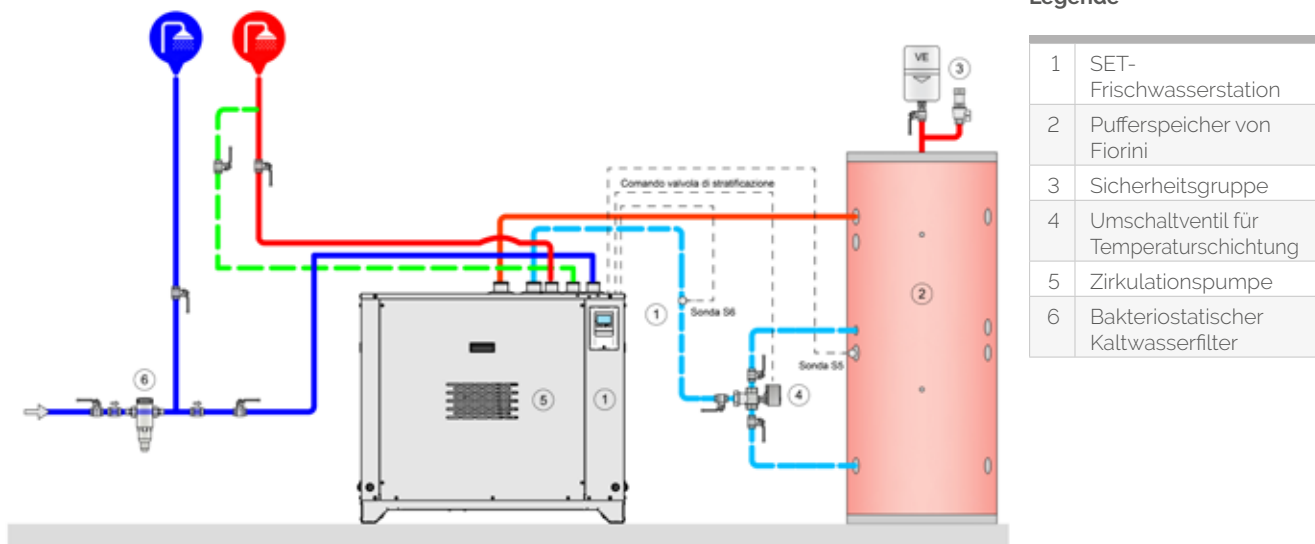 Legende
1 SET-
Frischwasserstation
2 Pufferspeicher von
Fiorini
3 Sicherheitsgruppe
4 Umschaltventil für
Temperaturschichtung
5 Zirkulationspumpe
6 Bakteriostatischer
Kaltwasserfilter
VE
3
Comando valvola di stratificazione
2
1
Sonda S6
Sonda S5
6
5
1
4